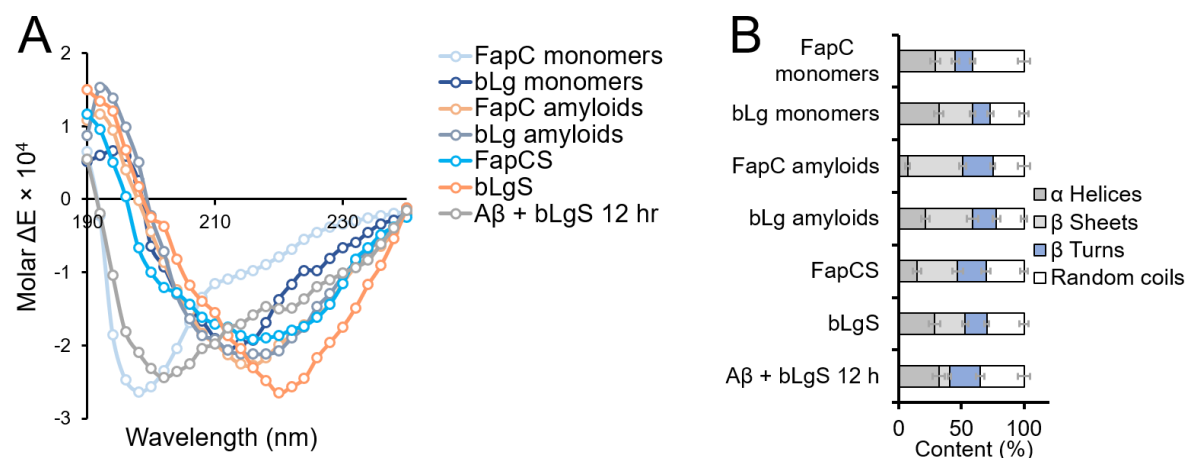 A
2
1
0
-1
-2
-3
190
210
230
Molar ΔE × 10⁴
Wavelength (nm)
FapC monomers
bLg monomers
FapC amyloids
bLg amyloids
FapCS
bLgS
Aβ + bLgS 12 hr
B
FapC
monomers
bLg monomers
FapC amyloids
bLg amyloids
FapCS
bLgS
Aβ + bLgS 12 h
0
50
100
Content (%)
α Helices
β Sheets
β Turns
Random coils